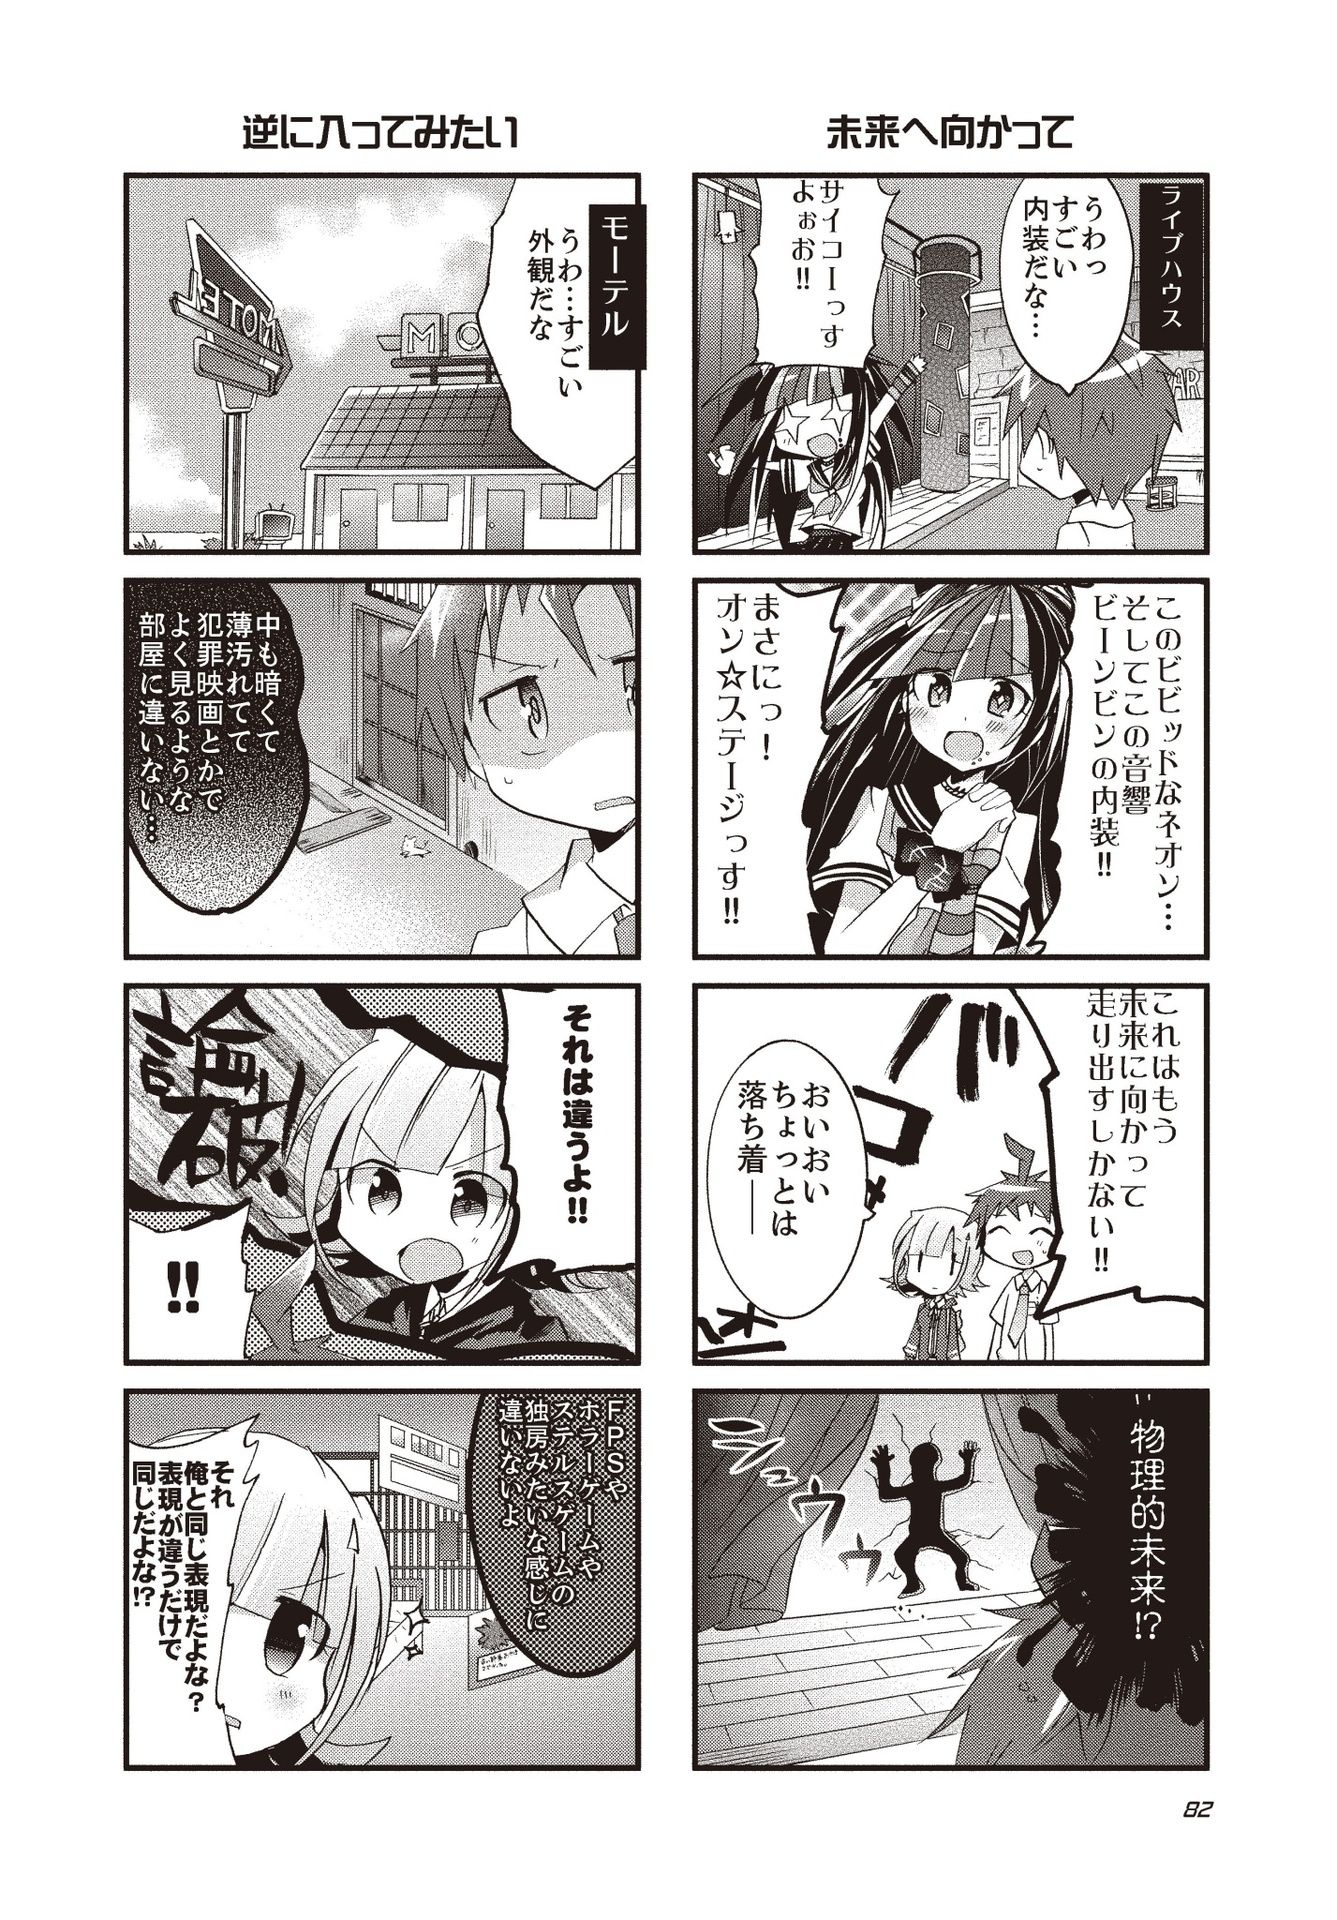 未来へ向かって
ライブハウス
うわっ
すごい
内装だな…
サイコーっす
よぉお!!
PAR
このビビッドなネオン…
そしてこの音響
ビーンビンの内装!!
まさにっ!
オン☆ステージっす!!
これはもう
未来に向かって
走り出すしかない!!
おいおい
ちょっとは
落ち着――
バコ
物理的未来!?
ヴヴ
逆に入ってみたい
モーテル
うわ…すごい
外観だな
MOTEL
MO
中も暗くて
薄汚れてて
犯罪映画とかで
よく見るような
部屋に違いない…
それは違うよ!!
論破!
!!
FPSや
ホラーゲームや
ステルスゲームの
独房みたいな感じに
違いないよ
それ
俺と同じ表現だよな?
表現が違うだけで
同じだよな!?
82